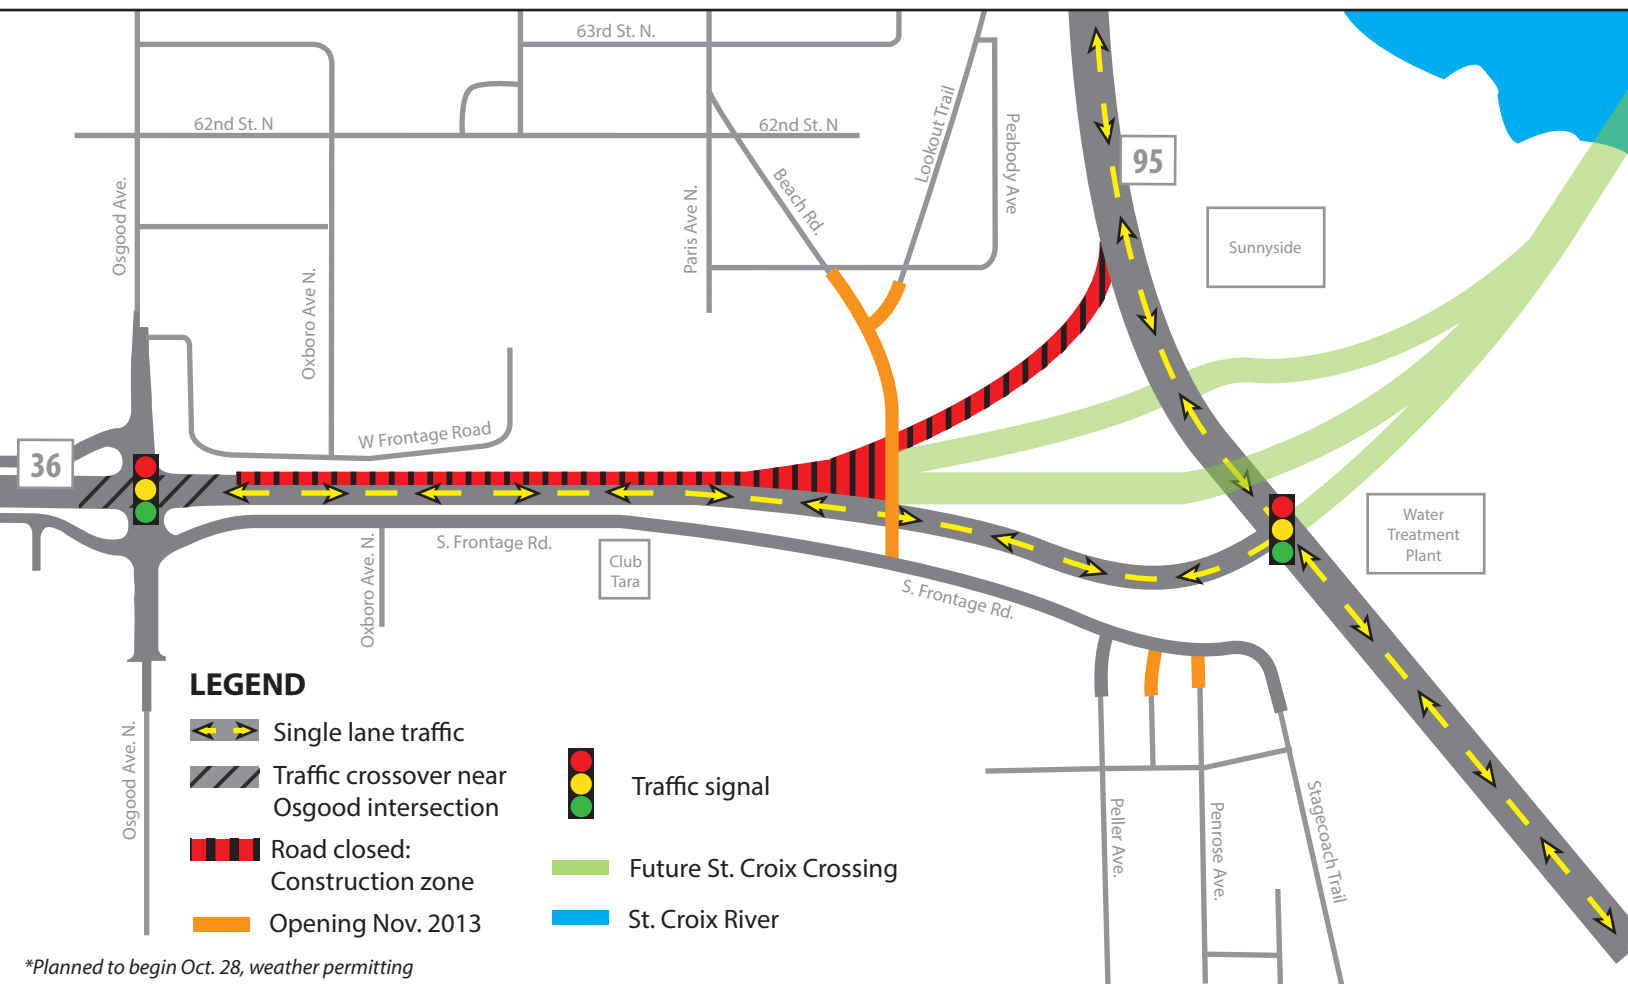 63rd St. N.
62nd St. N
62nd St. N
Osgood Ave.
Oxboro Ave N.
Paris Ave N.
Beach Rd.
Lookout Trail
Peabody Ave
95
Sunnyside
36
W Frontage Road
S. Frontage Rd.
Oxboro Ave. N.
Club
Tara
S. Frontage Rd.
Water
Treatment
Plant
Osgood Ave. N.
Peller Ave.
Penrose Ave.
Stagecoach Trail
LEGEND
Single lane traffic
Traffic crossover near
Osgood intersection
Road closed:
Construction zone
Opening Nov. 2013
Traffic signal
Future St. Croix Crossing
St. Croix River
*Planned to begin Oct. 28, weather permitting